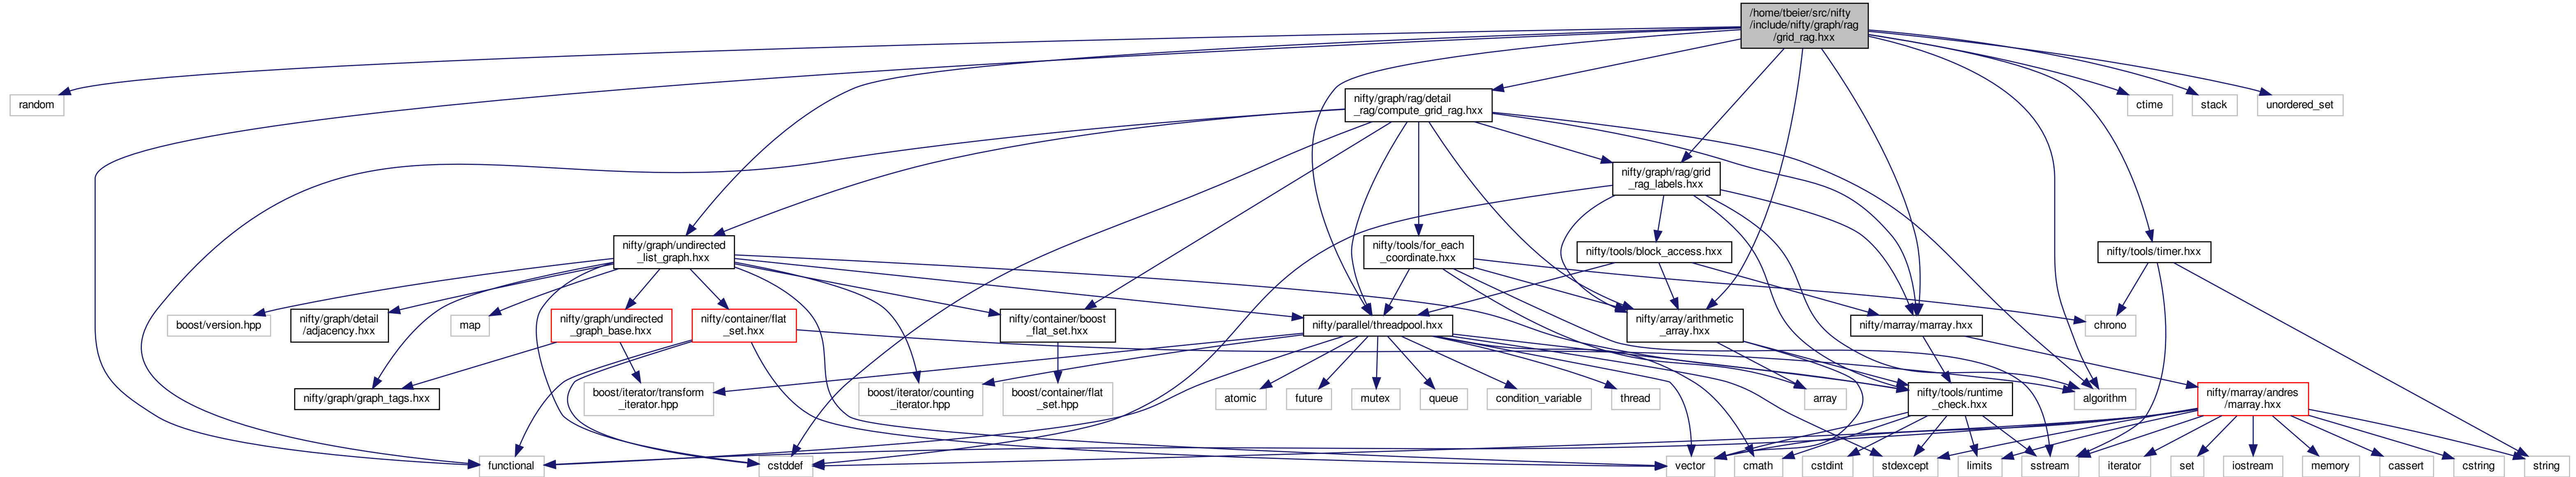 /home/tbeier/src/nifty
/include/nifty/graph/rag
/grid_rag.hxx
random
nifty/graph/rag/detail
_rag/compute_grid_rag.hxx
ctime
stack
unordered_set
nifty/graph/rag/grid
_rag_labels.hxx
nifty/graph/undirected
_list_graph.hxx
nifty/tools/for_each
_coordinate.hxx
nifty/tools/block_access.hxx
nifty/tools/timer.hxx
boost/version.hpp
nifty/graph/detail
/adjacency.hxx
map
nifty/graph/undirected
_graph_base.hxx
nifty/container/flat
_set.hxx
nifty/container/boost
_flat_set.hxx
nifty/parallel/threadpool.hxx
nifty/array/arithmetic
_array.hxx
nifty/marray/marray.hxx
chrono
nifty/graph/graph_tags.hxx
boost/iterator/transform
_iterator.hpp
boost/iterator/counting
_iterator.hpp
boost/container/flat
_set.hpp
atomic
future
mutex
queue
condition_variable
thread
array
nifty/tools/runtime
_check.hxx
algorithm
nifty/marray/andres
/marray.hxx
functional
cstddef
vector
cmath
cstdint
stdexcept
limits
sstream
iterator
set
iostream
memory
cassert
cstring
string